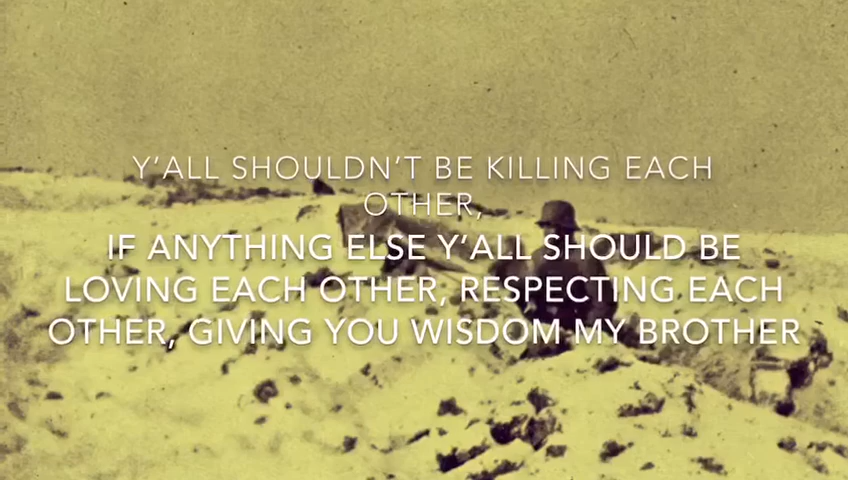 Y'ALL SHOULDN'T BE KILLING EACH
OTHER,
IF ANYTHING ELSE Y'ALL SHOULD BE
LOVING EACH OTHER, RESPECTING EACH
OTHER, GIVING YOU WISDOM MY BROTHER